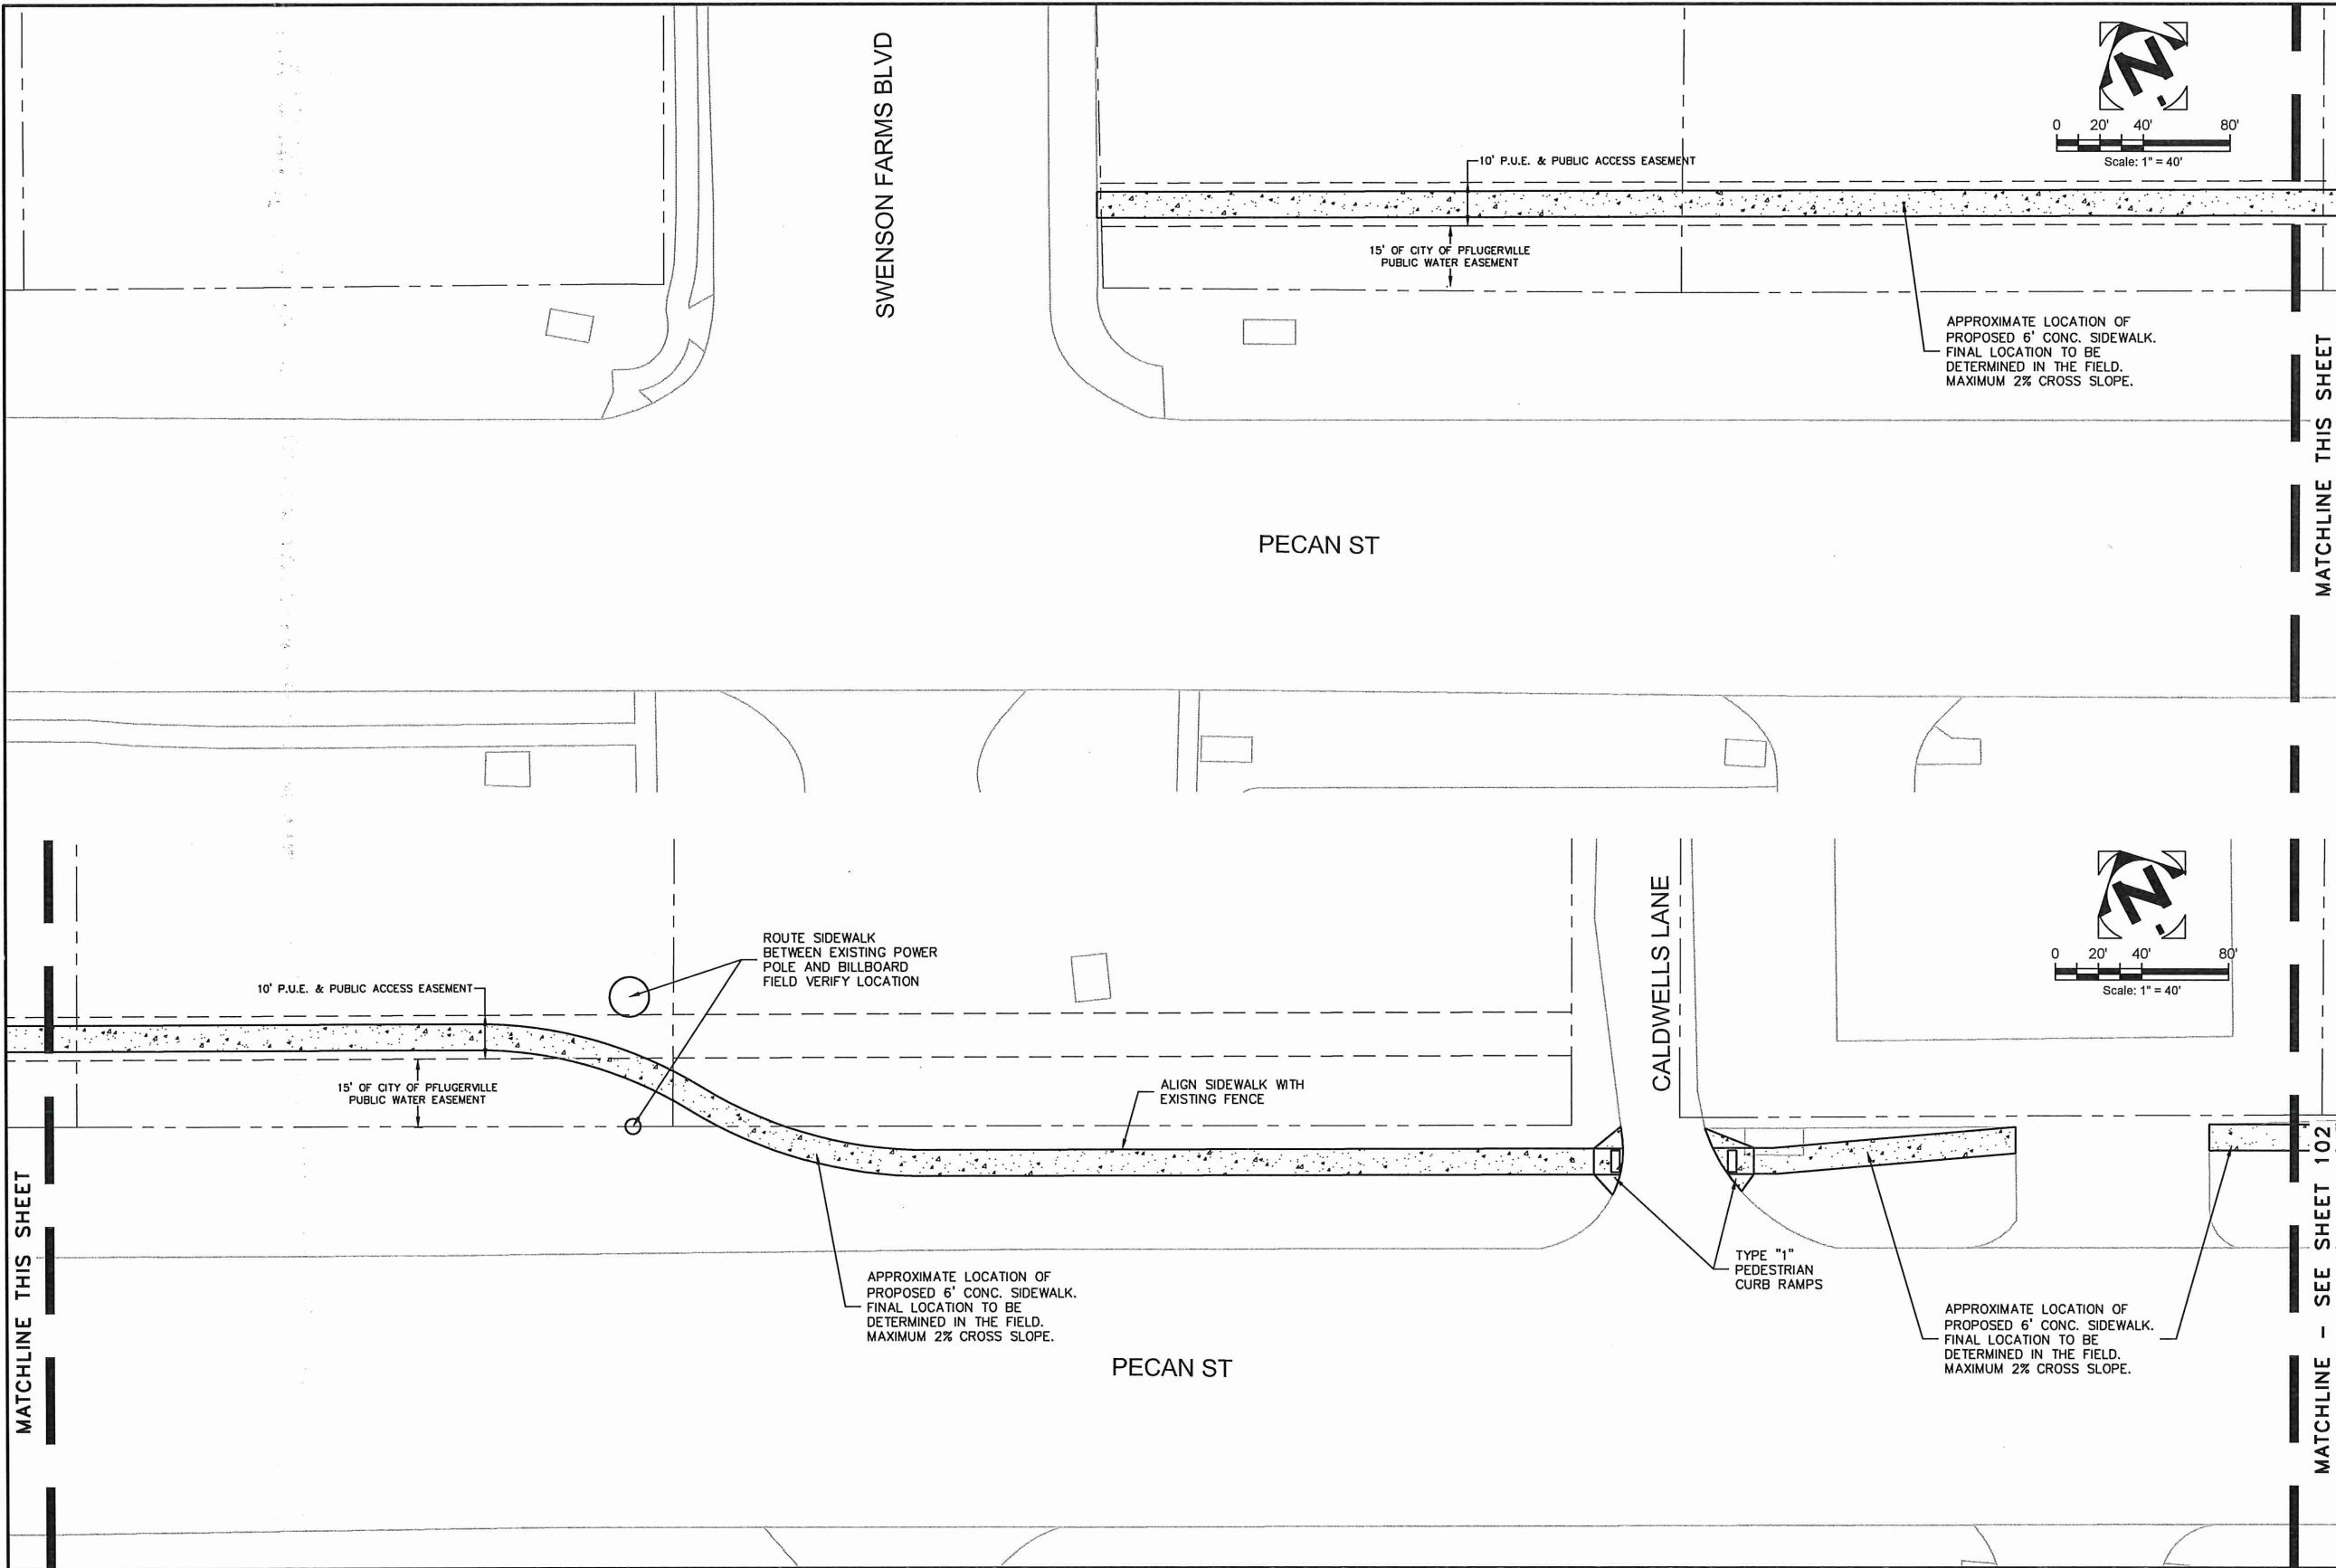 SWENSON FARMS BLVD
N
0 20' 40' 80'
Scale: 1" = 40'
10' P.U.E. & PUBLIC ACCESS EASEMENT
15' OF CITY OF PFLUGERVILLE
PUBLIC WATER EASEMENT
APPROXIMATE LOCATION OF
PROPOSED 6' CONC. SIDEWALK.
FINAL LOCATION TO BE
DETERMINED IN THE FIELD.
MAXIMUM 2% CROSS SLOPE.
MATCHLINE THIS SHEET
PECAN ST
N
0 20' 40' 80'
Scale: 1" = 40'
CALDWELLS LANE
ROUTE SIDEWALK
BETWEEN EXISTING POWER
POLE AND BILLBOARD
FIELD VERIFY LOCATION
10' P.U.E. & PUBLIC ACCESS EASEMENT
15' OF CITY OF PFLUGERVILLE
PUBLIC WATER EASEMENT
ALIGN SIDEWALK WITH
EXISTING FENCE
MATCHLINE THIS SHEET
TYPE "1"
PEDESTRIAN
CURB RAMPS
APPROXIMATE LOCATION OF
PROPOSED 6' CONC. SIDEWALK.
FINAL LOCATION TO BE
DETERMINED IN THE FIELD.
MAXIMUM 2% CROSS SLOPE.
APPROXIMATE LOCATION OF
PROPOSED 6' CONC. SIDEWALK.
FINAL LOCATION TO BE
DETERMINED IN THE FIELD.
MAXIMUM 2% CROSS SLOPE.
PECAN ST
MATCHLINE - SEE SHEET 102